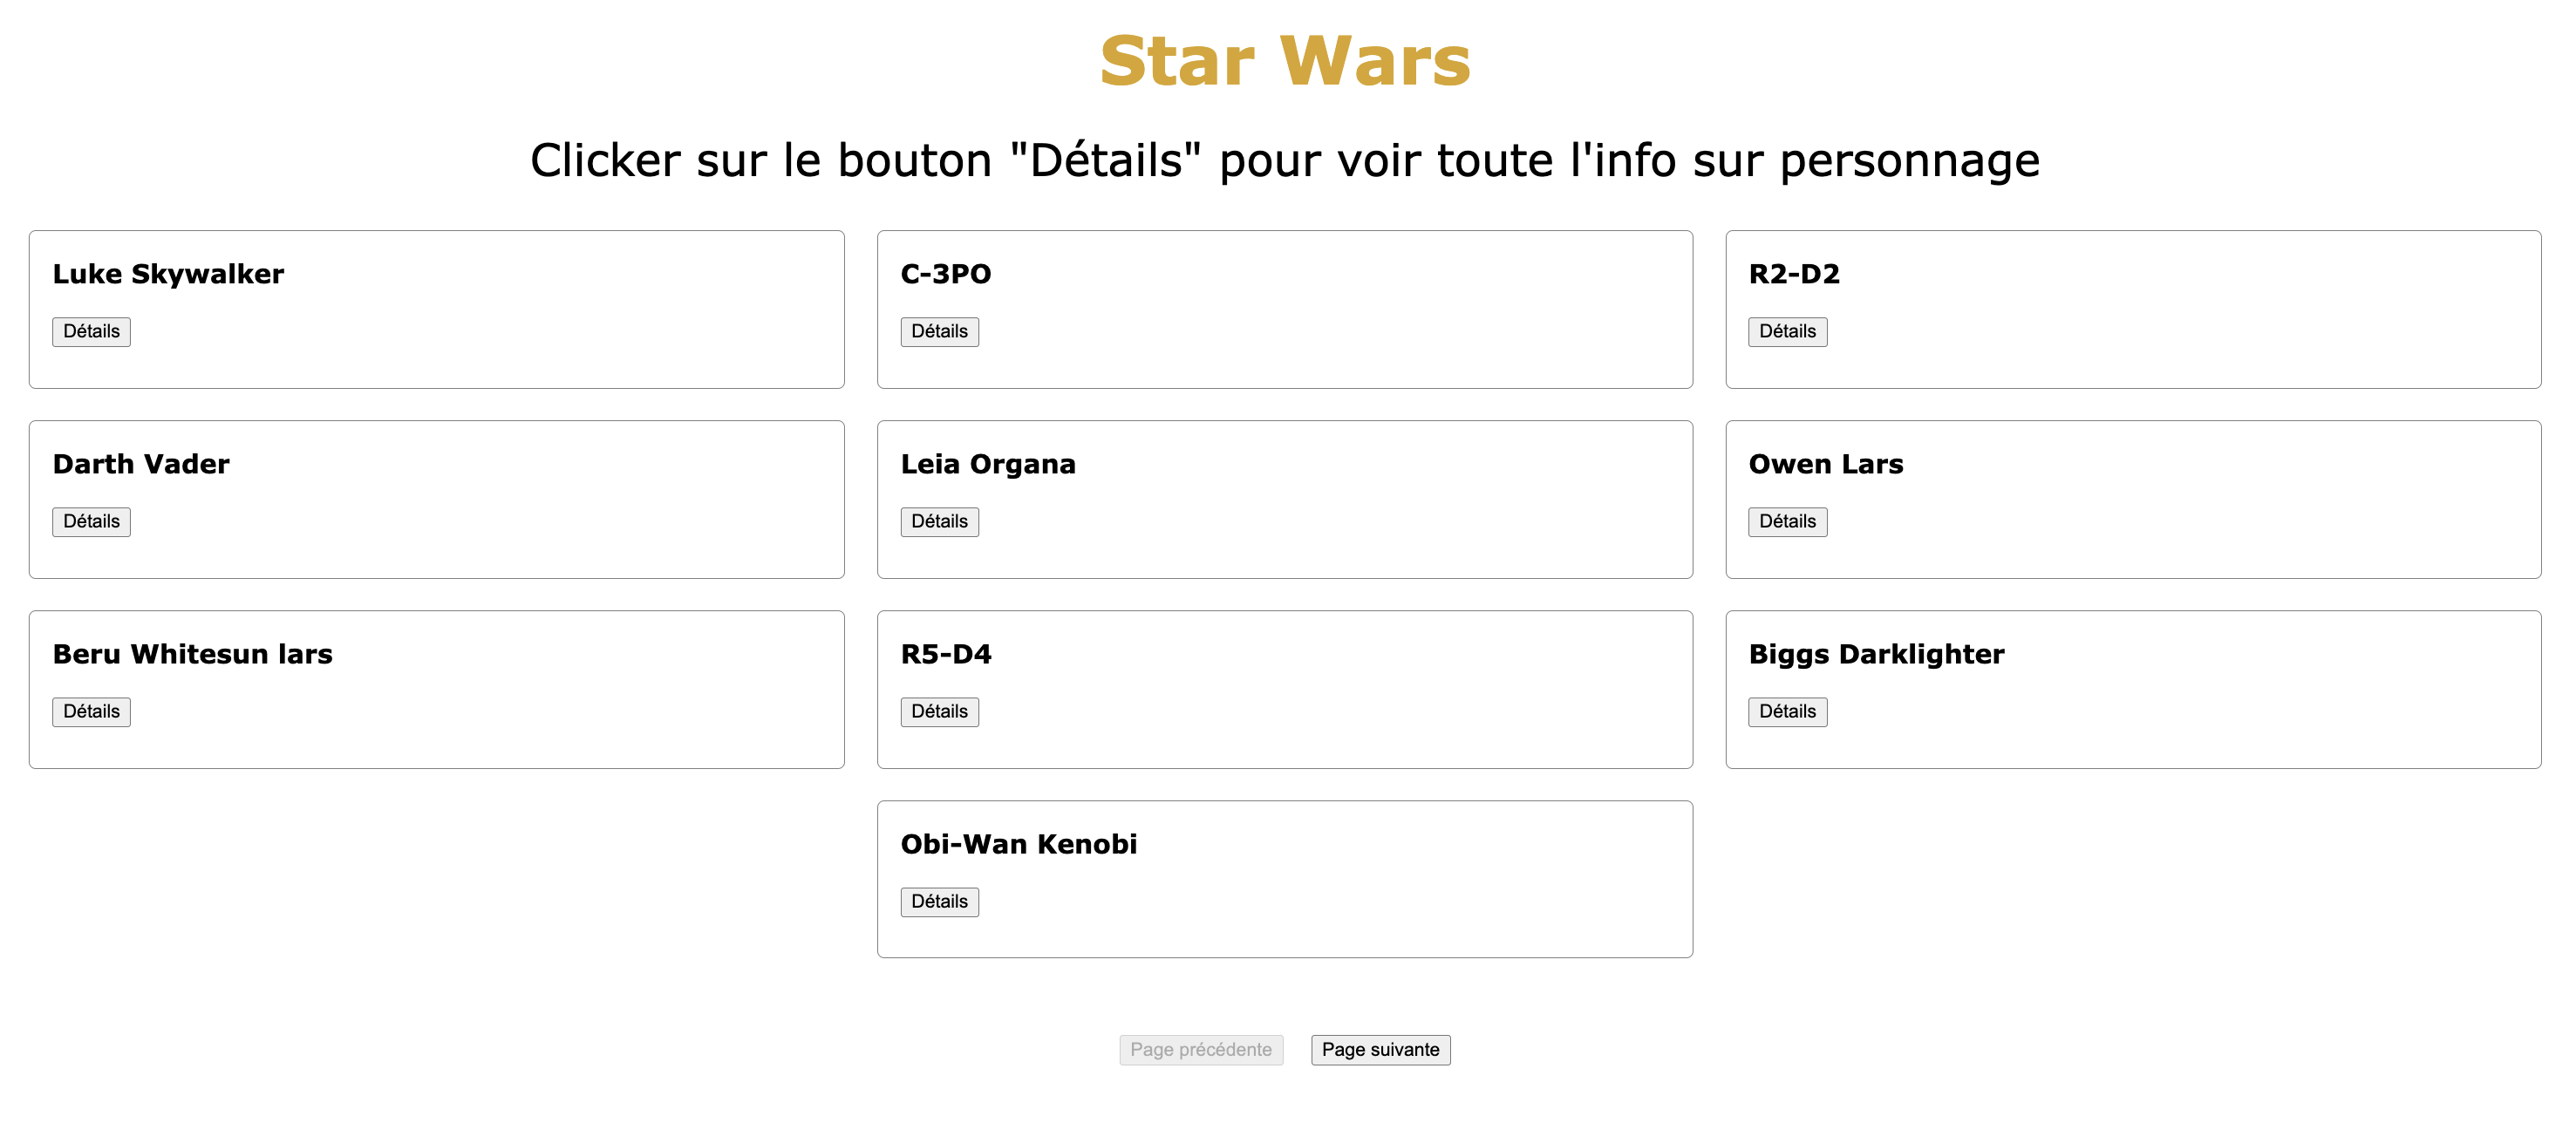 Star Wars
Clicker sur le bouton "Détails" pour voir toute l'info sur personnage
Luke Skywalker
Détails
C-3PO
Détails
R2-D2
Détails
Darth Vader
Détails
Leia Organa
Détails
Owen Lars
Détails
Beru Whitesun lars
Détails
R5-D4
Détails
Biggs Darklighter
Détails
Obi-Wan Kenobi
Détails
Page précédente
Page suivante